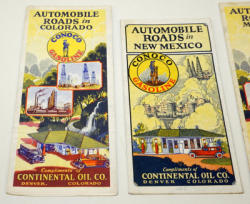 AUTOMOBILE
ROADS in
COLORADO
CONOCO
GASOLINE
Compliments of
CONTINENTAL OIL CO.
DENVER, COLORADO
AUTOMOBILE
ROADS in
NEW MEXICO
CONOCO
GASOLINE
Compliments of
CONTINENTAL OIL CO.
DENVER, COLORADO